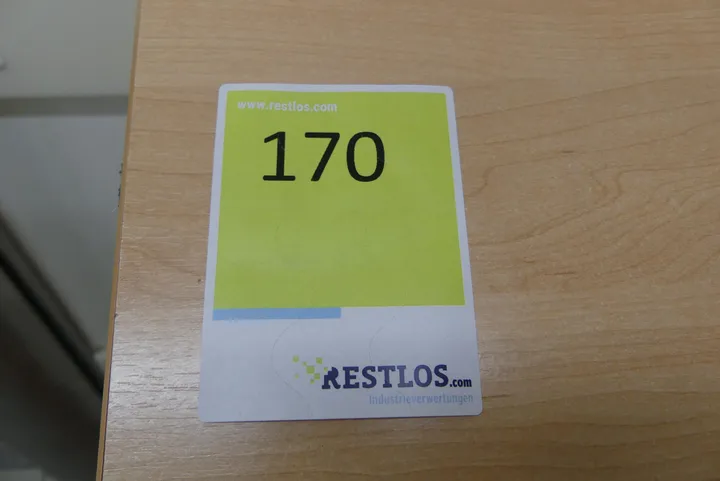 www.restlos.com
170
RESTLOS.com
Industrieverwertungen